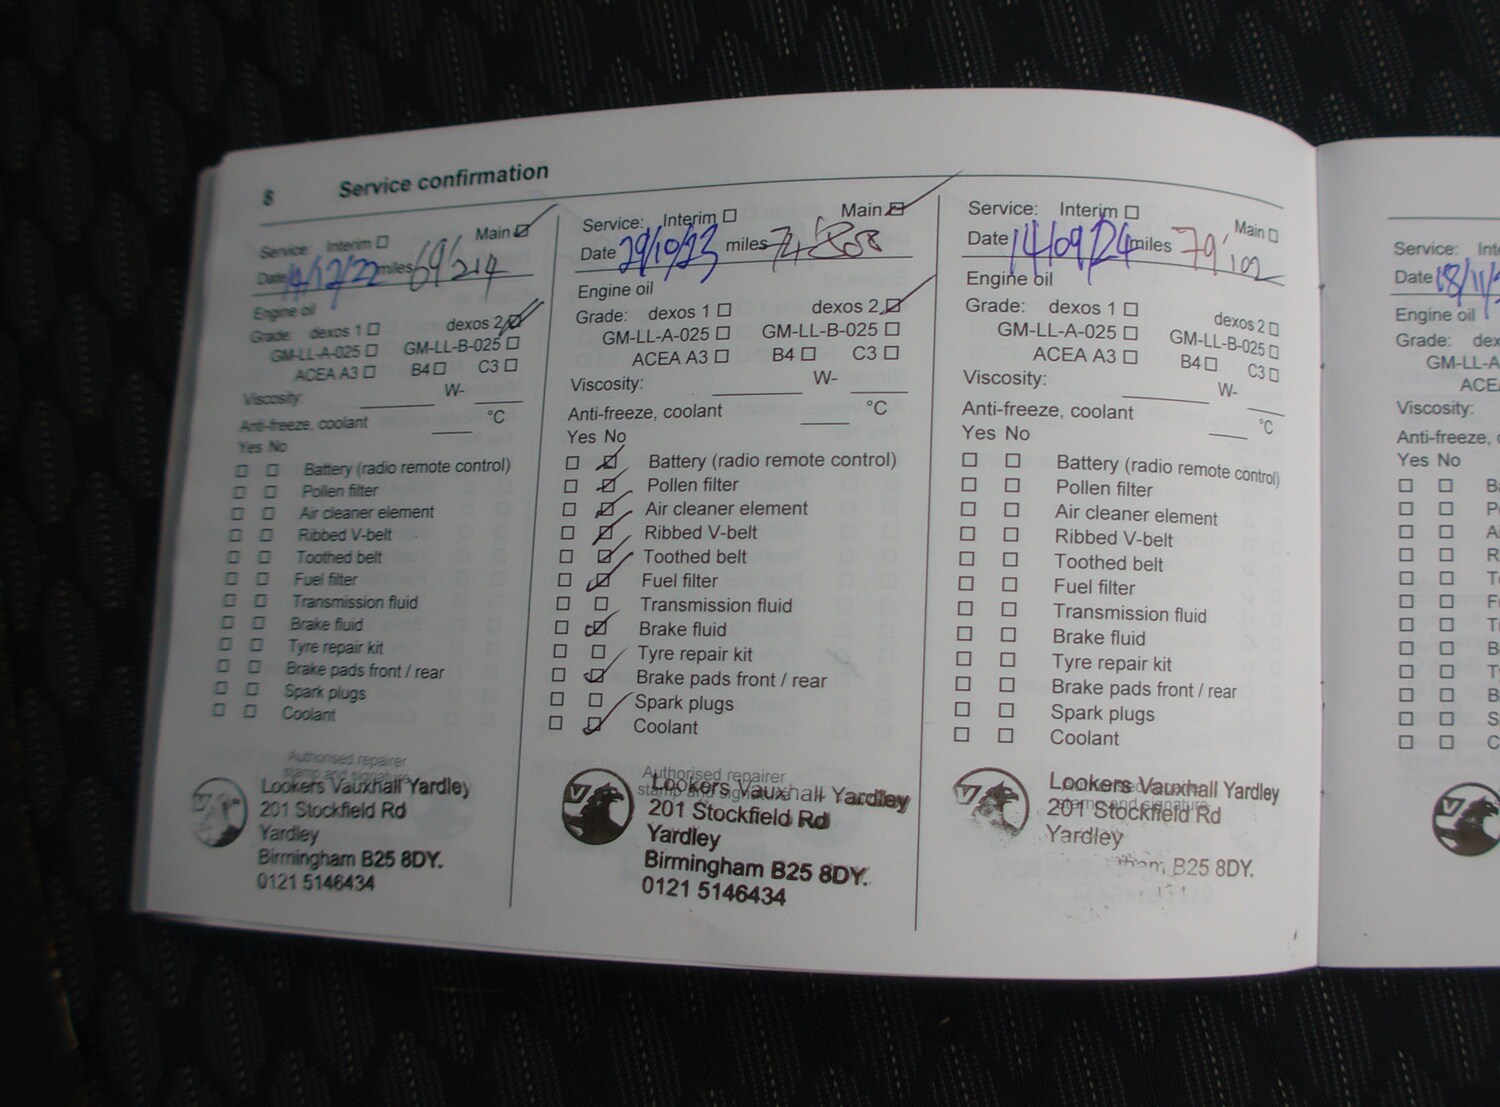 8 Service confirmation
Service: Interim Main
Date 14/12/22 miles 69'214
Engine oil
Grade: dexos 1 dexos 2
GM-LL-A-025 GM-LL-B-025
ACEA A3 B4 C3
Viscosity: W-
Anti-freeze, coolant °C
Yes No
Battery (radio remote control)
Pollen filter
Air cleaner element
Ribbed V-belt
Toothed belt
Fuel filter
Transmission fluid
Brake fluid
Tyre repair kit
Brake pads front / rear
Spark plugs
Coolant
Authorised repairer
stamp and signature
Lookers Vauxhall Yardley
201 Stockfield Rd
Yardley
Birmingham B25 8DY.
0121 5146434
Service: Interim Main
Date 29/10/23 miles
Engine oil
Grade: dexos 1 dexos 2
GM-LL-A-025 GM-LL-B-025
ACEA A3 B4 C3
Viscosity: W-
Anti-freeze, coolant °C
Yes No
Battery (radio remote control)
Pollen filter
Air cleaner element
Ribbed V-belt
Toothed belt
Fuel filter
Transmission fluid
Brake fluid
Tyre repair kit
Brake pads front / rear
Spark plugs
Coolant
Authorised repairer
stamp and signature
Lookers Vauxhall Yardley
201 Stockfield Rd
Yardley
Birmingham B25 8DY.
0121 5146434
Service: Interim Main
Date 14/09/24 miles 79'102
Engine oil
Grade: dexos 1 dexos 2
GM-LL-A-025 GM-LL-B-025
ACEA A3 B4 C3
Viscosity: W-
Anti-freeze, coolant °C
Yes No
Battery (radio remote control)
Pollen filter
Air cleaner element
Ribbed V-belt
Toothed belt
Fuel filter
Transmission fluid
Brake fluid
Tyre repair kit
Brake pads front / rear
Spark plugs
Coolant
stamp and signature
Lookers Vauxhall Yardley
201 Stockfield Rd
Yardley
B25 8DY.
Service:
Date 18/11/
Engine oil
Grade:
GM-LL-A
Viscosity:
Anti-freeze,
Yes No